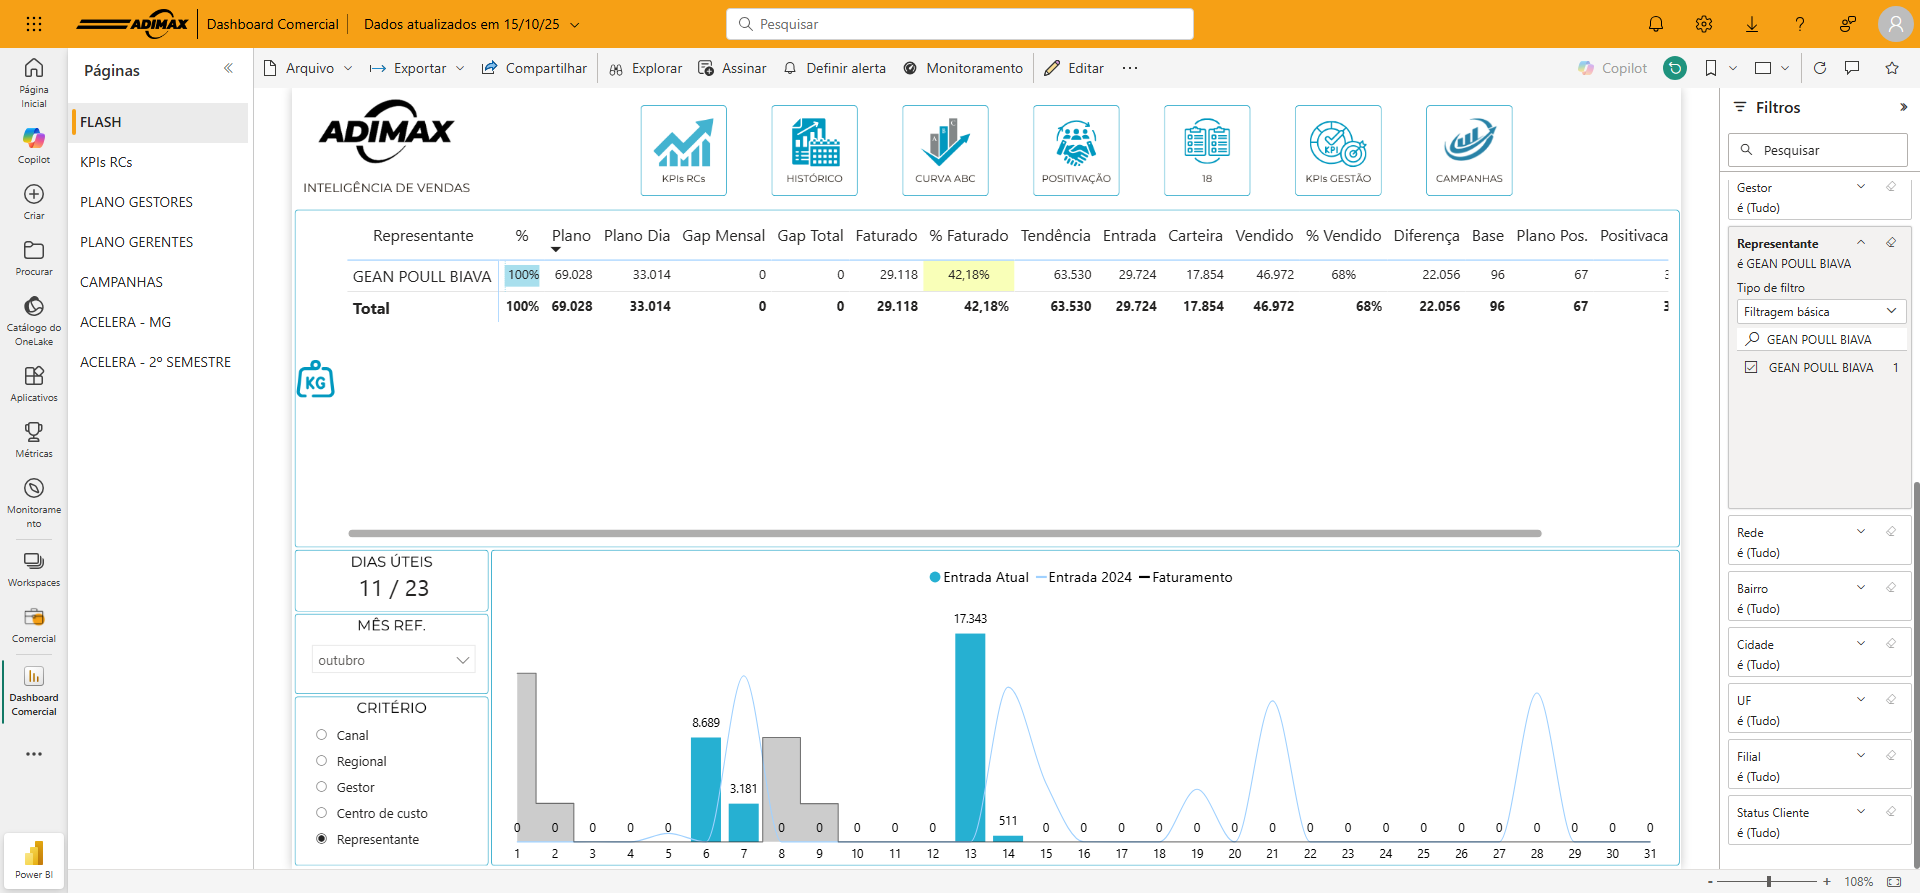 ADIMAX Dashboard Comercial Dados atualizados em 15/10/25 Pesquisar
Página Inicial
Copilot
Criar
Procurar
Catálogo do OneLake
Aplicativos
Métricas
Monitoramento
Workspaces
Comercial
Dashboard Comercial
Power BI
Páginas
FLASH
KPIs RCs
PLANO GESTORES
PLANO GERENTES
CAMPANHAS
ACELERA - MG
ACELERA - 2º SEMESTRE
Arquivo Exportar Compartilhar Explorar Assinar Definir alerta Monitoramento Editar ... Copilot
ADIMAX
INTELIGÊNCIA DE VENDAS
KPIs RCs
HISTÓRICO
A B C
CURVA ABC
POSITIVAÇÃO
18
KPI
KPIs GESTÃO
CAMPANHAS
Representante % Plano Plano Dia Gap Mensal Gap Total Faturado % Faturado Tendência Entrada Carteira Vendido % Vendido Diferença Base Plano Pos. Positivaca
GEAN POULL BIAVA 100% 69.028 33.014 0 0 29.118 42,18% 63.530 29.724 17.854 46.972 68% 22.056 96 67
Total 100% 69.028 33.014 0 0 29.118 42,18% 63.530 29.724 17.854 46.972 68% 22.056 96 67
KG
DIAS ÚTEIS
11 / 23
MÊS REF.
outubro
CRITÉRIO
Canal
Regional
Gestor
Centro de custo
Representante
Entrada Atual Entrada 2024 Faturamento
17.343
8.689
3.181
511
0 0 0 0 0 0 0 0 0 0 0 0 0 0 0 0 0 0 0 0 0 0 0 0 0 0 0
1 2 3 4 5 6 7 8 9 10 11 12 13 14 15 16 17 18 19 20 21 22 23 24 25 26 27 28 29 30 31
Filtros
Pesquisar
Gestor
é (Tudo)
Representante
é GEAN POULL BIAVA
Tipo de filtro
Filtragem básica
GEAN POULL BIAVA
GEAN POULL BIAVA 1
Rede
é (Tudo)
Bairro
é (Tudo)
Cidade
é (Tudo)
UF
é (Tudo)
Filial
é (Tudo)
Status Cliente
é (Tudo)
- + 108%